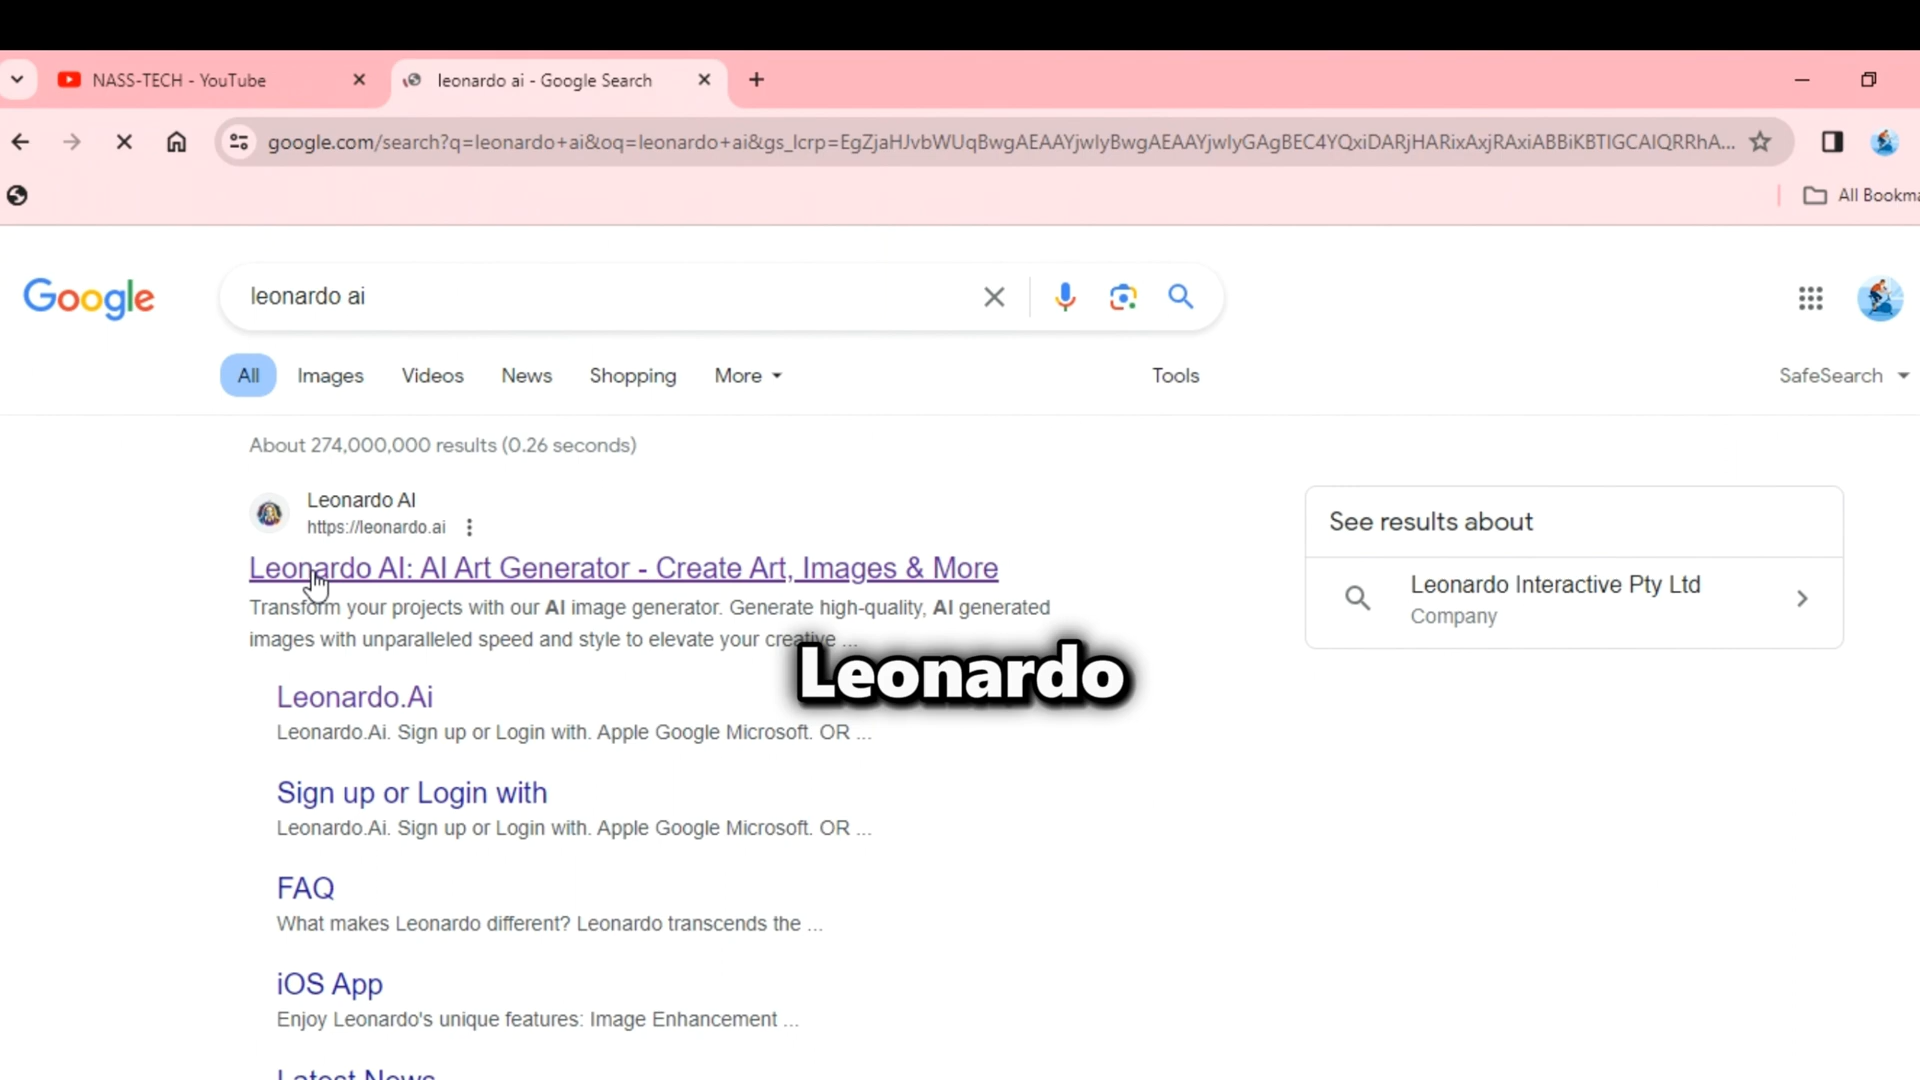 NASS-TECH - YouTube
leonardo ai - Google Search
google.com/search?q=leonardo+ai&oq=leonardo+ai&gs_lcrp=EgZjaHJvbWUqBwgAEAAYjwIyBwgAEAAYjwIyGAgBEC4YQxiDARjHARixAxjRAxiABBiKBTIGCAIQRRhA...
All Bookma
Google
leonardo ai
All
Images
Videos
News
Shopping
More
Tools
SafeSearch
About 274,000,000 results (0.26 seconds)
Leonardo AI
https://leonardo.ai
Leonardo AI: AI Art Generator - Create Art, Images & More
Transform your projects with our AI image generator. Generate high-quality, AI generated
images with unparalleled speed and style to elevate your creative ...
Leonardo
Leonardo.Ai
Leonardo.Ai. Sign up or Login with. Apple Google Microsoft. OR ...
Sign up or Login with
Leonardo.Ai. Sign up or Login with. Apple Google Microsoft. OR ...
FAQ
What makes Leonardo different? Leonardo transcends the ...
iOS App
Enjoy Leonardo's unique features: Image Enhancement ...
Latest News
See results about
Leonardo Interactive Pty Ltd
Company